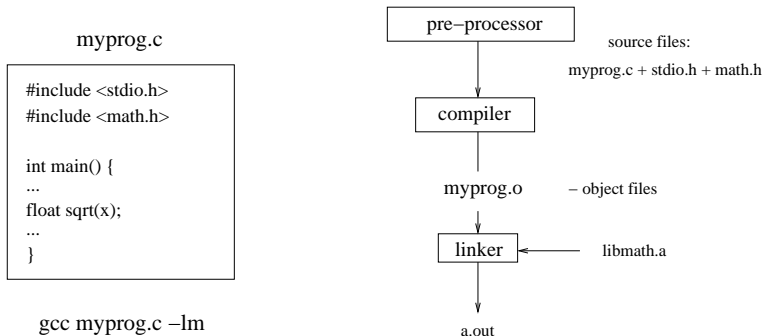 myprog.c
#include <stdio.h>
#include <math.h>
int main() {
...
float sqrt(x);
...
}
gcc myprog.c −lm
pre−processor
source files:
myprog.c + stdio.h + math.h
compiler
myprog.o
− object files
linker
libmath.a
a.out